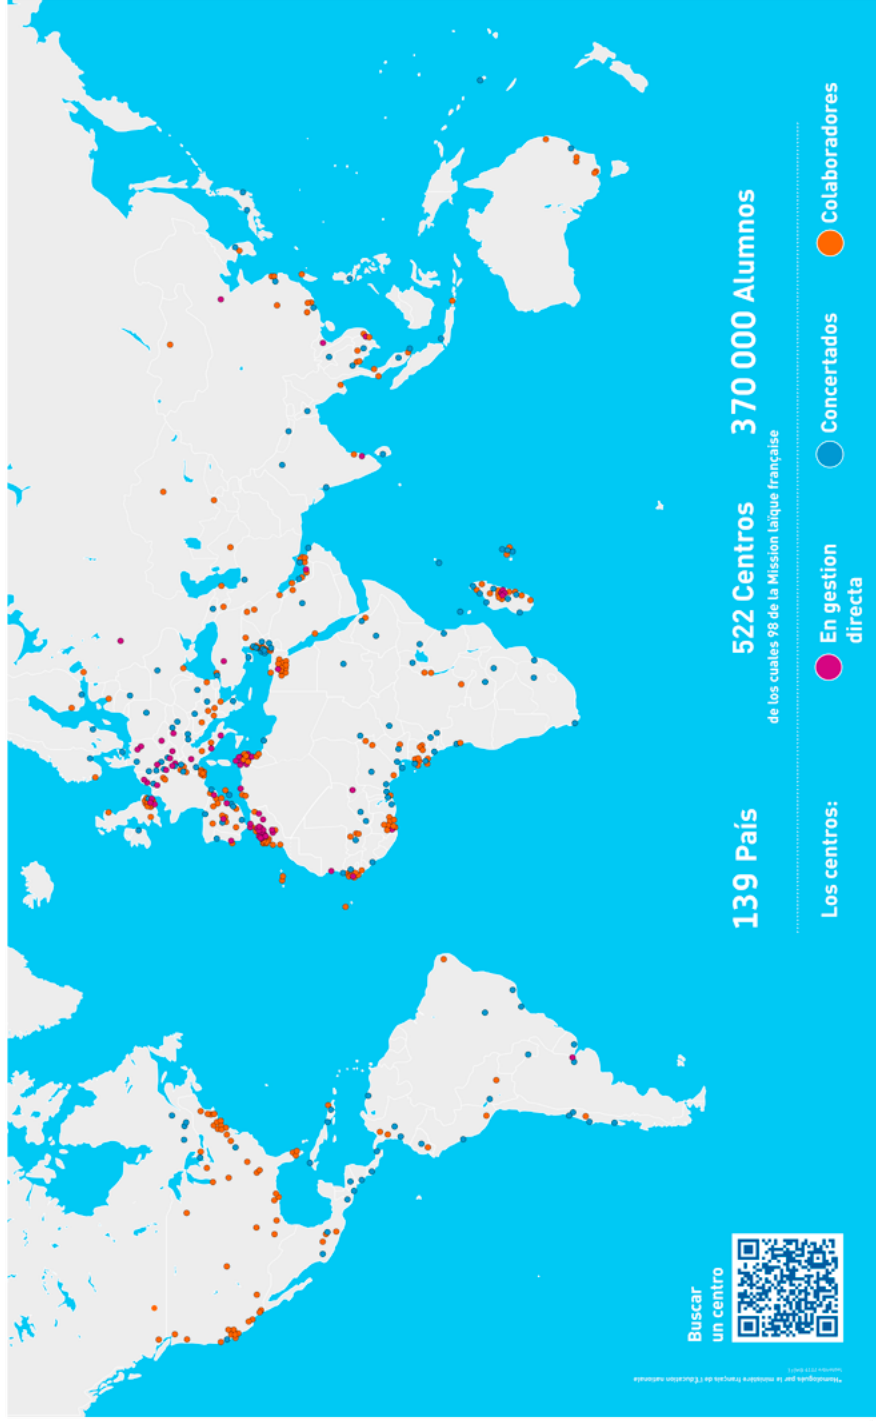 139 País
522 Centros
370 000 Alumnos
de los cuales 98 de la Mission laïque française
Los centros:
En gestion
directa
Concertados
Colaboradores
Buscar
un centro
*Homologués par le ministère français de l'Éducation nationale